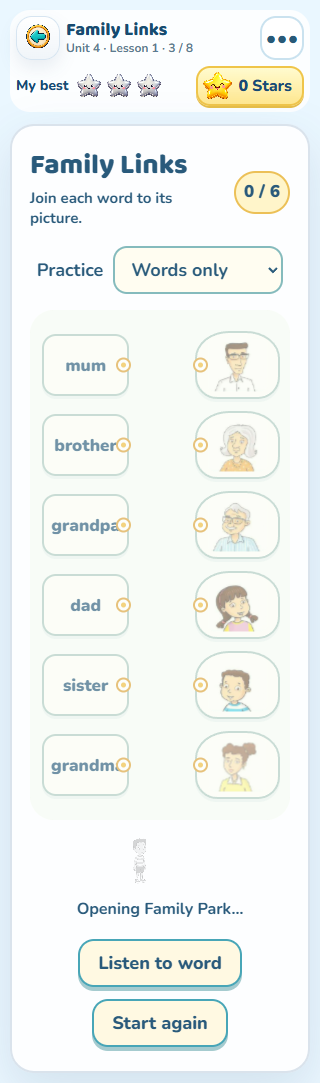 Family Links
Unit 4 · Lesson 1 · 3 / 8
My best
0 Stars
Family Links
Join each word to its
picture.
0 / 6
Practice
Words only
mum
brother
grandpa
dad
sister
grandma
Opening Family Park...
Listen to word
Start again